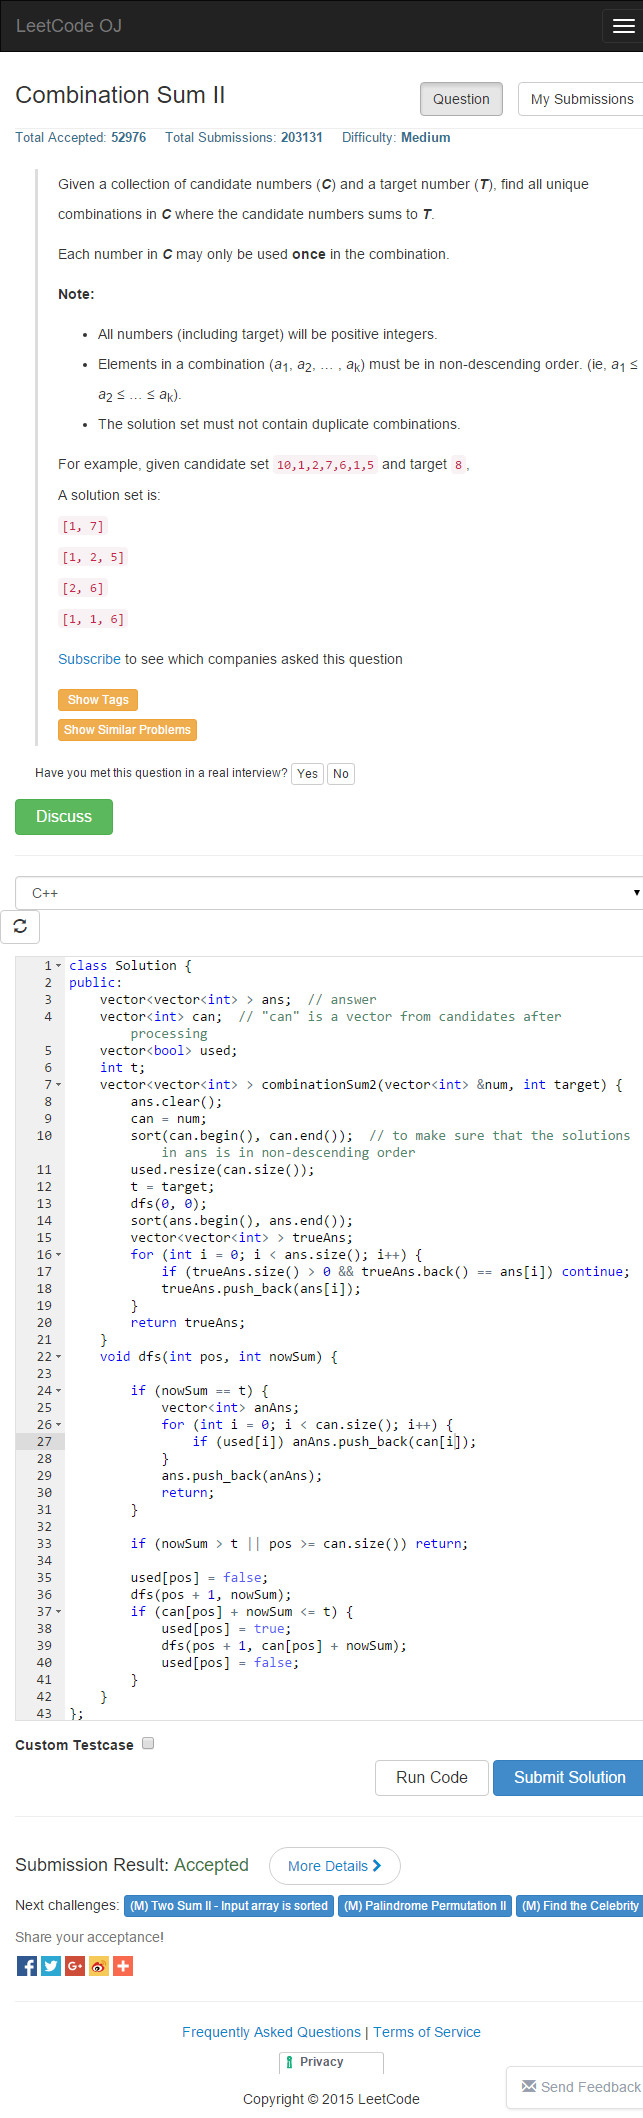 LeetCode OJ
Combination Sum II
Question
My Submissions
Total Accepted: 52976 Total Submissions: 203131 Difficulty: Medium
Given a collection of candidate numbers (C) and a target number (T), find all unique
combinations in C where the candidate numbers sums to T.
Each number in C may only be used once in the combination.
Note:
• All numbers (including target) will be positive integers.
• Elements in a combination (a1, a2, … , ak) must be in non-descending order. (ie, a1 ≤
a2 ≤ … ≤ ak).
• The solution set must not contain duplicate combinations.
For example, given candidate set 10,1,2,7,6,1,5 and target 8,
A solution set is:
[1, 7]
[1, 2, 5]
[2, 6]
[1, 1, 6]
Subscribe to see which companies asked this question
Show Tags
Show Similar Problems
Have you met this question in a real interview? Yes No
Discuss
C++
1 class Solution {
2 public:
3     vector<vector<int> > ans;  // answer
4     vector<int> can;  // "can" is a vector from candidates after
        processing
5     vector<bool> used;
6     int t;
7     vector<vector<int> > combinationSum2(vector<int> &num, int target) {
8         ans.clear();
9         can = num;
10         sort(can.begin(), can.end());  // to make sure that the solutions
            in ans is in non-descending order
11         used.resize(can.size());
12         t = target;
13         dfs(0, 0);
14         sort(ans.begin(), ans.end());
15         vector<vector<int> > trueAns;
16         for (int i = 0; i < ans.size(); i++) {
17             if (trueAns.size() > 0 && trueAns.back() == ans[i]) continue;
18             trueAns.push_back(ans[i]);
19         }
20         return trueAns;
21     }
22     void dfs(int pos, int nowSum) {
23
24         if (nowSum == t) {
25             vector<int> anAns;
26             for (int i = 0; i < can.size(); i++) {
27                 if (used[i]) anAns.push_back(can[i]);
28             }
29             ans.push_back(anAns);
30             return;
31         }
32
33         if (nowSum > t || pos >= can.size()) return;
34
35         used[pos] = false;
36         dfs(pos + 1, nowSum);
37         if (can[pos] + nowSum <= t) {
38             used[pos] = true;
39             dfs(pos + 1, can[pos] + nowSum);
40             used[pos] = false;
41         }
42     }
43 };
Custom Testcase
Run Code
Submit Solution
Submission Result: Accepted More Details
Next challenges: (M) Two Sum II - Input array is sorted (M) Palindrome Permutation II (M) Find the Celebrity
Share your acceptance!
Frequently Asked Questions | Terms of Service
Privacy
Send Feedback
Copyright © 2015 LeetCode